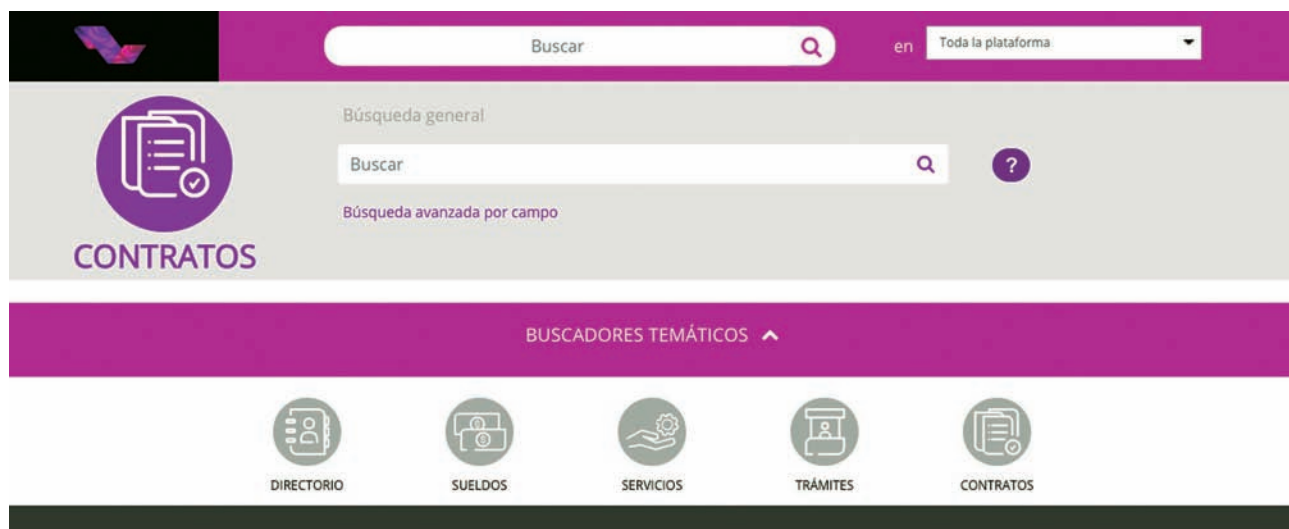 Buscar
en
Toda la plataforma
Búsqueda general
Buscar
?
Búsqueda avanzada por campo
CONTRATOS
BUSCADORES TEMÁTICOS
DIRECTORIO
SUELDOS
SERVICIOS
TRÁMITES
CONTRATOS